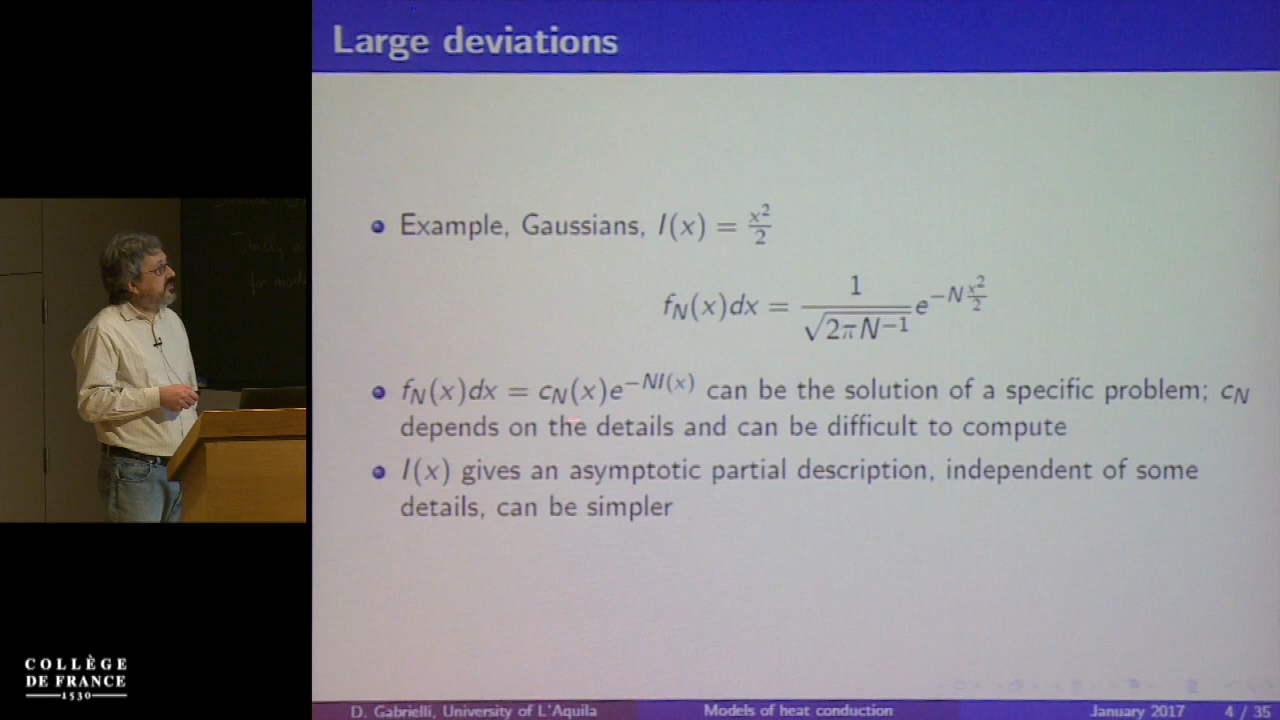 Large deviations
Example, Gaussians, I(x) = x²/2
f_N(x)dx = 1/√(2πN⁻¹) e^{-N x²/2}
f_N(x)dx = c_N(x)e^{-NI(x)} can be the solution of a specific problem; c_N
depends on the details and can be difficult to compute
I(x) gives an asymptotic partial description, independent of some
details, can be simpler
COLLÈGE
DE FRANCE
1530
D. Gabrielli, University of L'Aquila Models of heat conduction January 2017 4 / 35